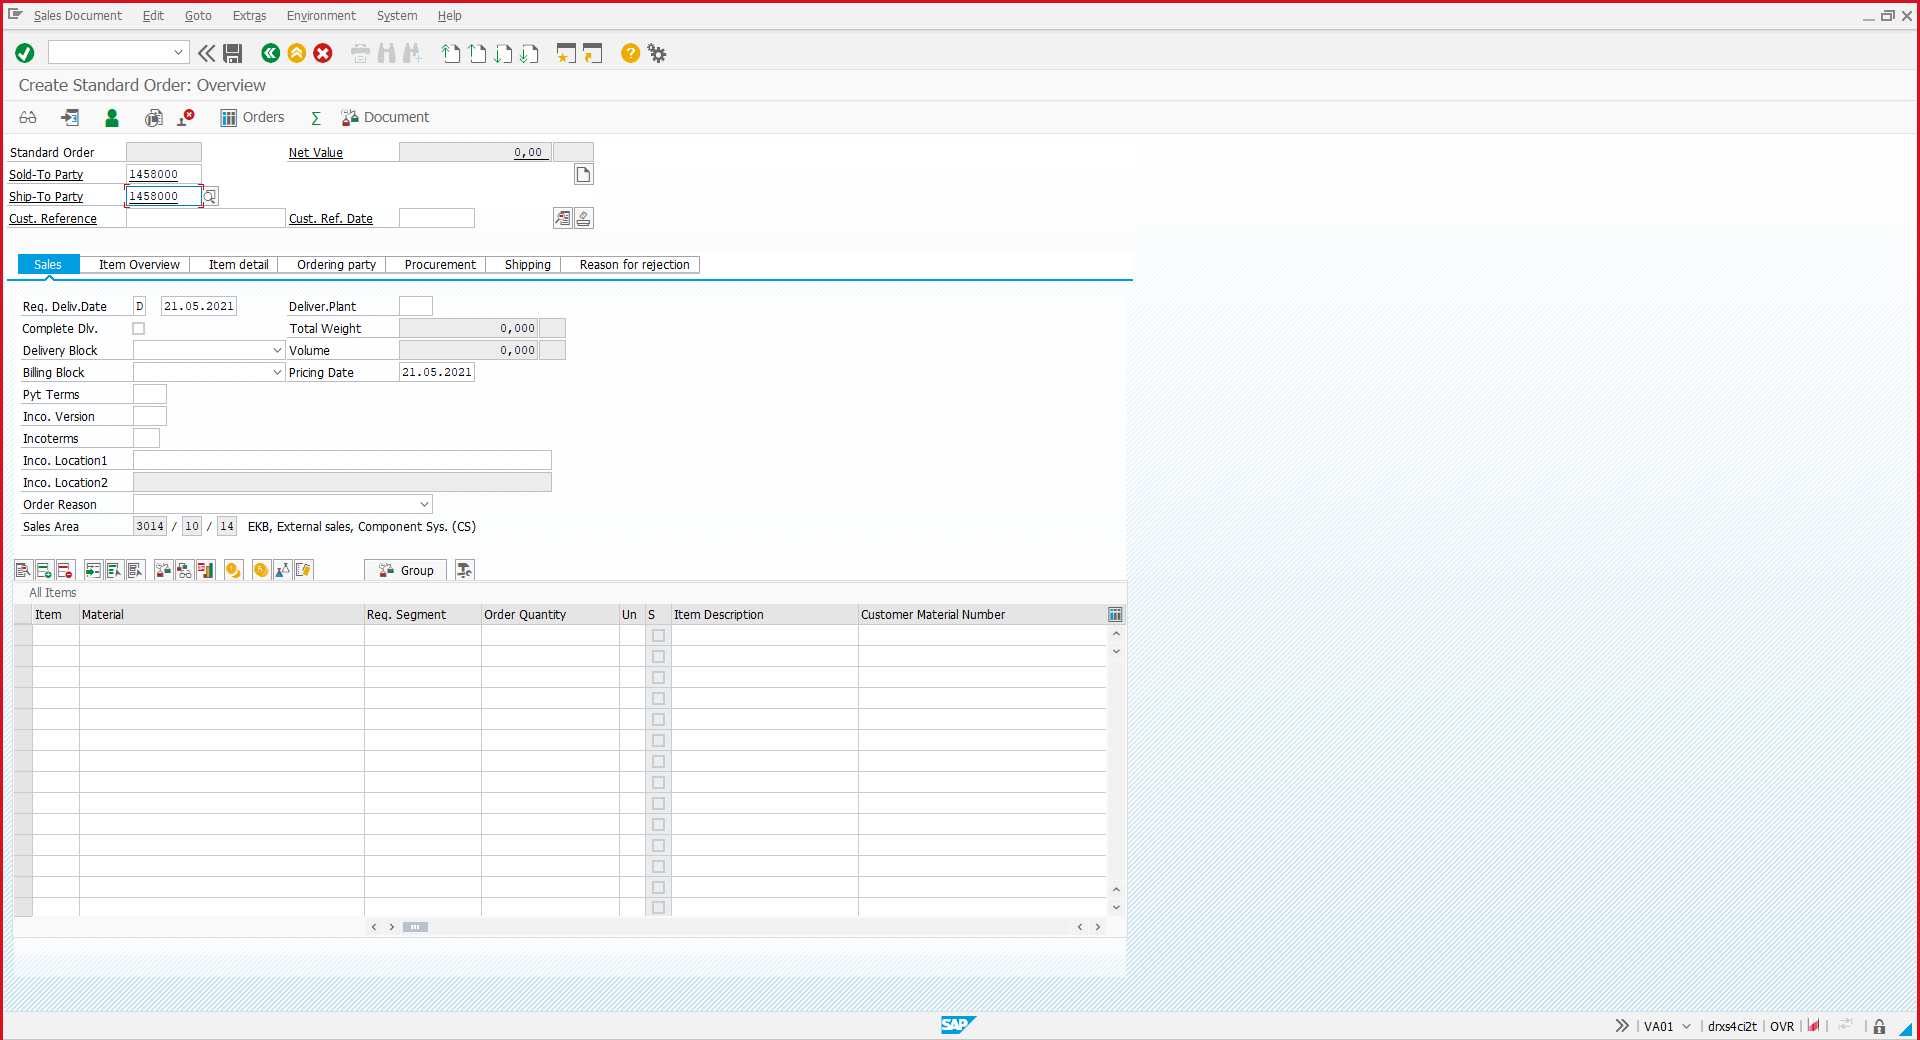 Sales Document Edit Goto Extras Environment System Help
Create Standard Order: Overview
Orders Document
Standard Order Net Value 0,00
Sold-To Party 1458000
Ship-To Party 1458000
Cust. Reference Cust. Ref. Date
Sales Item Overview Item detail Ordering party Procurement Shipping Reason for rejection
Req. Deliv.Date D 21.05.2021 Deliver.Plant
Complete Dlv. Total Weight 0,000
Delivery Block Volume 0,000
Billing Block Pricing Date 21.05.2021
Pyt Terms
Inco. Version
Incoterms
Inco. Location1
Inco. Location2
Order Reason
Sales Area 3014 / 10 / 14 EKB, External sales, Component Sys. (CS)
Group
All Items
Item Material Req. Segment Order Quantity Un S Item Description Customer Material Number
SAP VA01 drxs4ci2t OVR